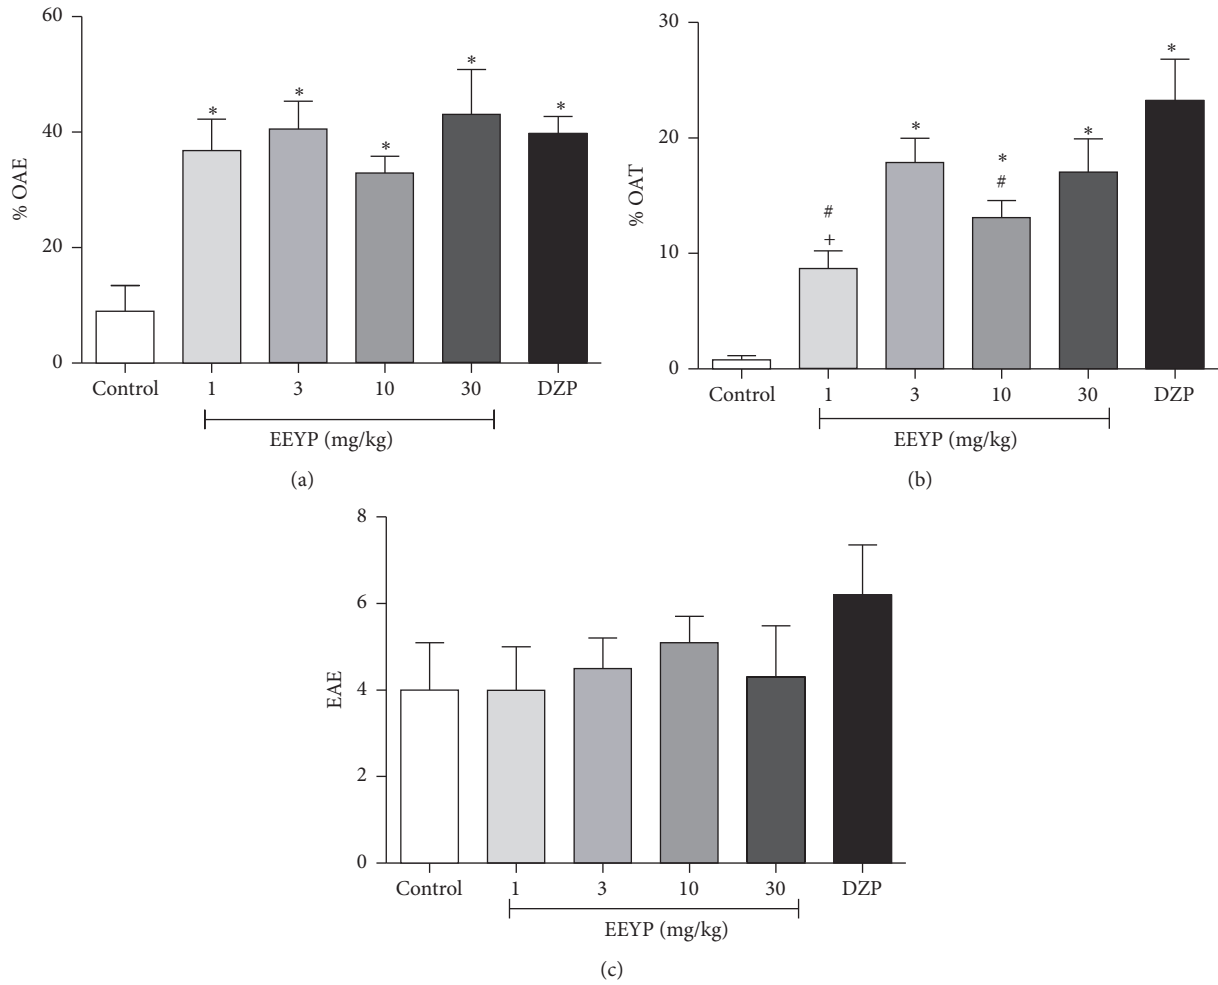 60
40
20
0
% OAE
*
*
*
*
*
Control
1
3
10
30
DZP
EEYP (mg/kg)
(a)
30
20
10
0
% OAT
#
+
*
*
#
*
*
Control
1
3
10
30
DZP
EEYP (mg/kg)
(b)
8
6
4
2
0
EAE
Control
1
3
10
30
DZP
EEYP (mg/kg)
(c)